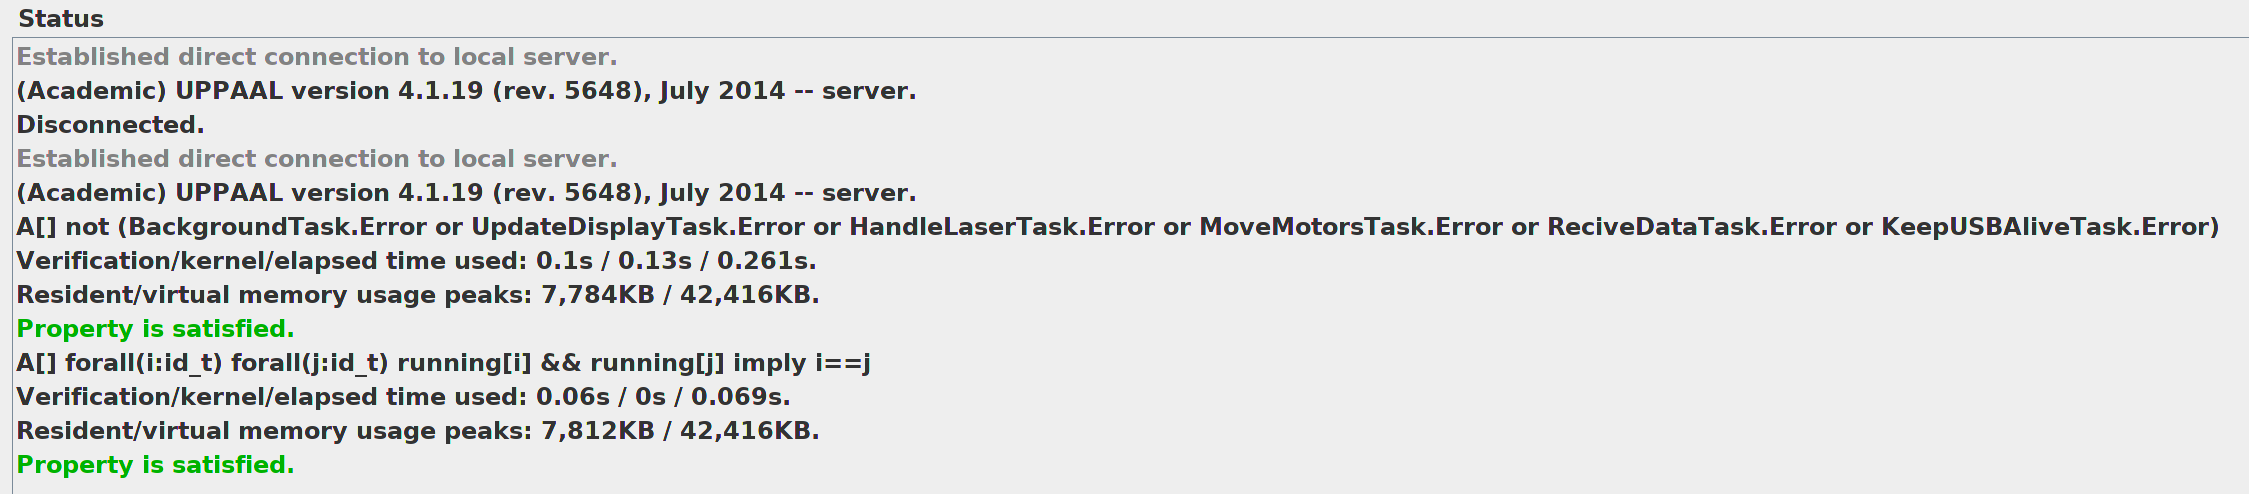 Status
Established direct connection to local server.
(Academic) UPPAAL version 4.1.19 (rev. 5648), July 2014 -- server.
Disconnected.
Established direct connection to local server.
(Academic) UPPAAL version 4.1.19 (rev. 5648), July 2014 -- server.
A[] not (BackgroundTask.Error or UpdateDisplayTask.Error or HandleLaserTask.Error or MoveMotorsTask.Error or ReciveDataTask.Error or KeepUSBAliveTask.Error)
Verification/kernel/elapsed time used: 0.1s / 0.13s / 0.261s.
Resident/virtual memory usage peaks: 7,784KB / 42,416KB.
Property is satisfied.
A[] forall(i:id_t) forall(j:id_t) running[i] && running[j] imply i==j
Verification/kernel/elapsed time used: 0.06s / 0s / 0.069s.
Resident/virtual memory usage peaks: 7,812KB / 42,416KB.
Property is satisfied.